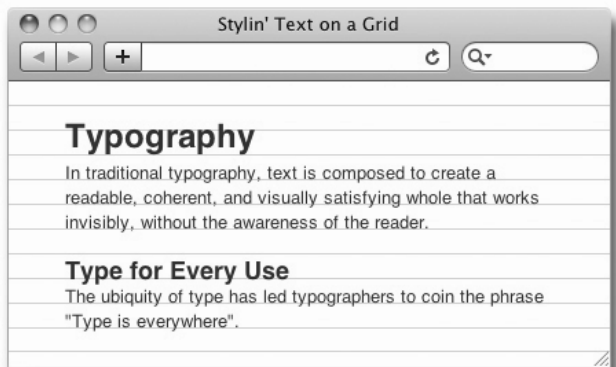 Stylin' Text on a Grid
Typography
In traditional typography, text is composed to create a
readable, coherent, and visually satisfying whole that works
invisibly, without the awareness of the reader.
Type for Every Use
The ubiquity of type has led typographers to coin the phrase
"Type is everywhere".